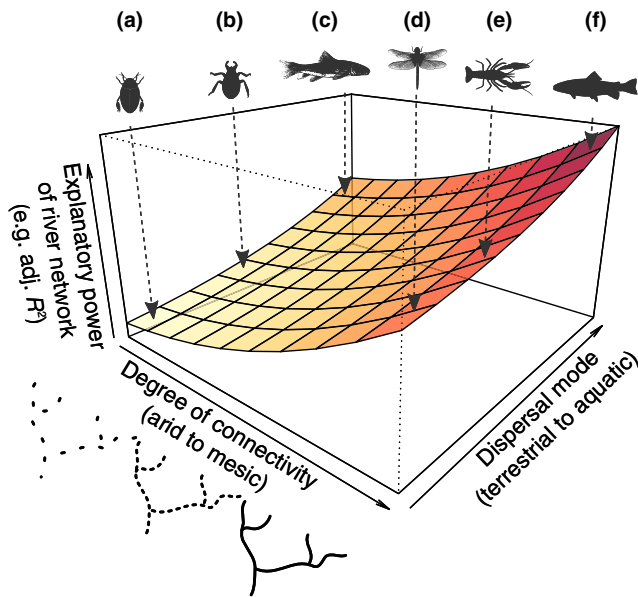 (a)
(b)
(c)
(d)
(e)
(f)
Explanatory power
of river network
(e.g. adj. R²)
Degree of connectivity
(arid to mesic)
Dispersal mode
(terrestrial to aquatic)